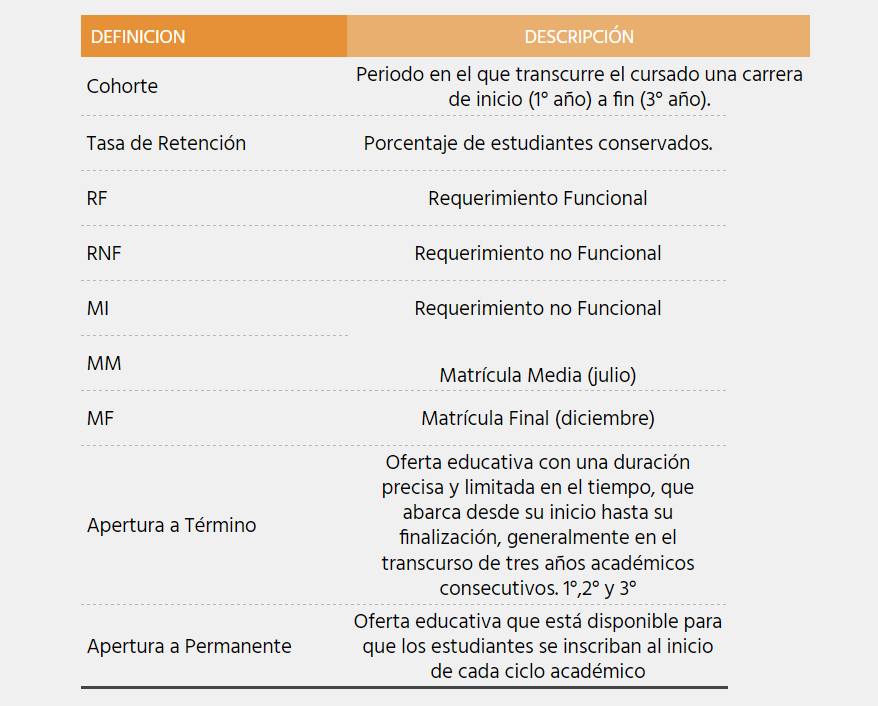 DEFINICION DESCRIPCIÓN
Cohorte
Periodo en el que transcurre el cursado una carrera
de inicio (1° año) a fin (3° año).
Tasa de Retención
Porcentaje de estudiantes conservados.
RF
Requerimiento Funcional
RNF
Requerimiento no Funcional
MI
Requerimiento no Funcional
MM
Matrícula Media (julio)
MF
Matrícula Final (diciembre)
Apertura a Término
Oferta educativa con una duración
precisa y limitada en el tiempo, que
abarca desde su inicio hasta su
finalización, generalmente en el
transcurso de tres años académicos
consecutivos. 1°,2° y 3°
Apertura a Permanente
Oferta educativa que está disponible para
que los estudiantes se inscriban al inicio
de cada ciclo académico